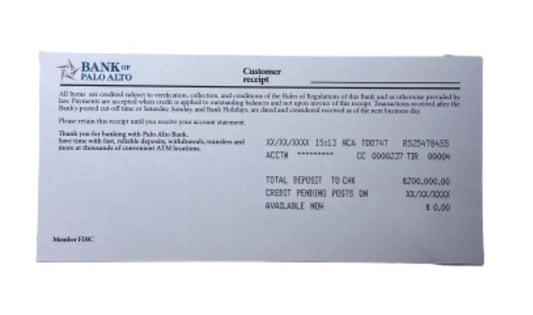 BANK OF
PALO ALTO
Customer
receipt
All Items are credited subject to verification, collection, and conditions of the Rules of Regulations of this Bank and as otherwise provided by
law. Payments are accepted when credit is applied to outstanding balances and not upon invoice of this receipt. Transactions received after the
Bank's posted cut-off time or Saturday, Sunday, and Bank Holidays, are dated and considered received as of the next business day.
Please retain this receipt until you receive your account statement.
Thank you for banking with Palo Alto Bank.
Save time with fast, reliable deposits, withdrawals, transfers and
more at thousands of convenient ATM locations.
XX/XX/XXXX 15:13 NCA TD0747 R525478455
ACCT# ********* CC 0000237 TLR 00004
TOTAL DEPOSIT TO CHK $200,000.00
CREDIT PENDING POSTS ON XX/XX/XXXX
AVAILABLE NOW $ 0.00
Member FDIC